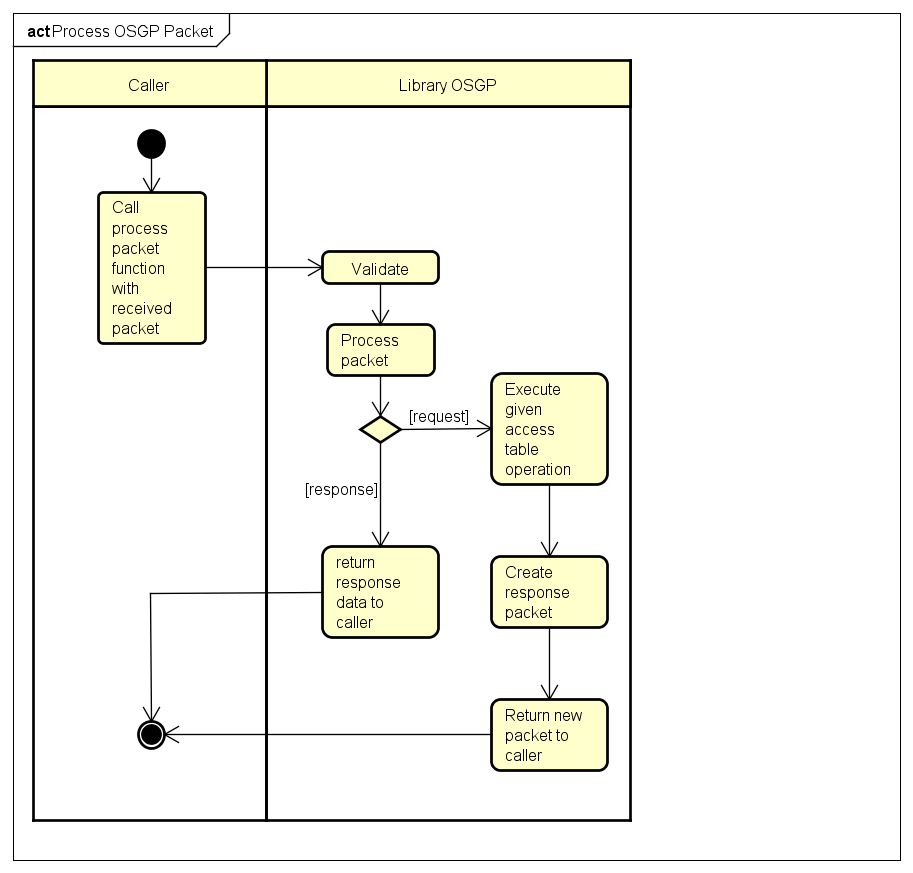 act Process OSGP Packet
Caller
Library OSGP
Call
process
packet
function
with
received
packet
Validate
Process
packet
[request]
Execute
given
access
table
operation
[response]
return
response
data to
caller
Create
response
packet
Return new
packet to
caller